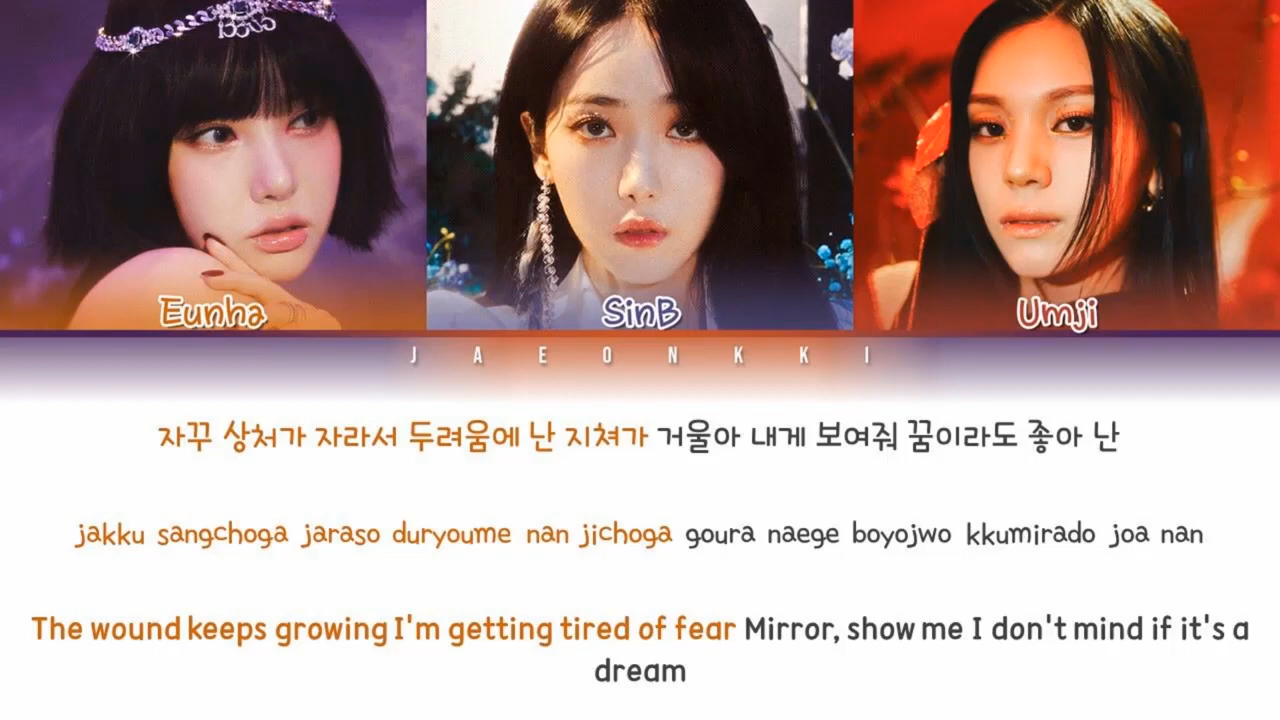 Eunha
SinB
Umji
JAEONKKI
자꾸 상처가 자라서 두려움에 난 지쳐가 거울아 내게 보여줘 꿈이라도 좋아 난
jakku sangchoga jaraso duryoume nan jichoga goura naege boyojwo kkumirado joa nan
The wound keeps growing I'm getting tired of fear Mirror, show me I don't mind if it's a
dream